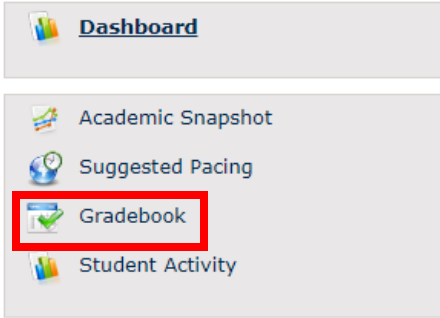 Dashboard
Academic Snapshot
Suggested Pacing
Gradebook
Student Activity